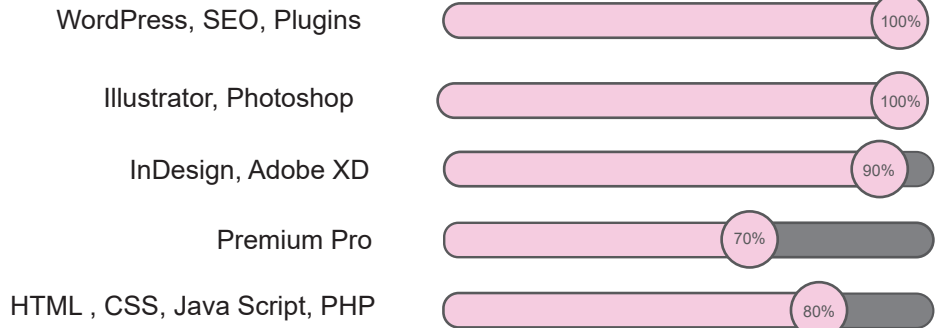 WordPress, SEO, Plugins 100%
Illustrator, Photoshop 100%
InDesign, Adobe XD 90%
Premium Pro 70%
HTML , CSS, Java Script, PHP 80%